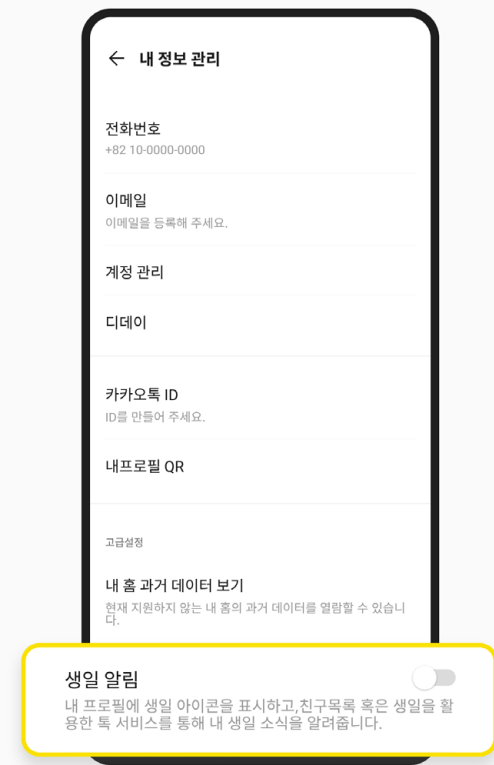 내 정보 관리
전화번호
+82 10-0000-0000
이메일
이메일을 등록해 주세요.
계정 관리
디데이
카카오톡 ID
ID를 만들어 주세요.
내프로필 QR
고급설정
내 홈 과거 데이터 보기
현재 지원하지 않는 내 홈의 과거 데이터를 열람할 수 있습니
다.
생일 알림
내 프로필에 생일 아이콘을 표시하고,친구목록 혹은 생일을 활
용한 톡 서비스를 통해 내 생일 소식을 알려줍니다.